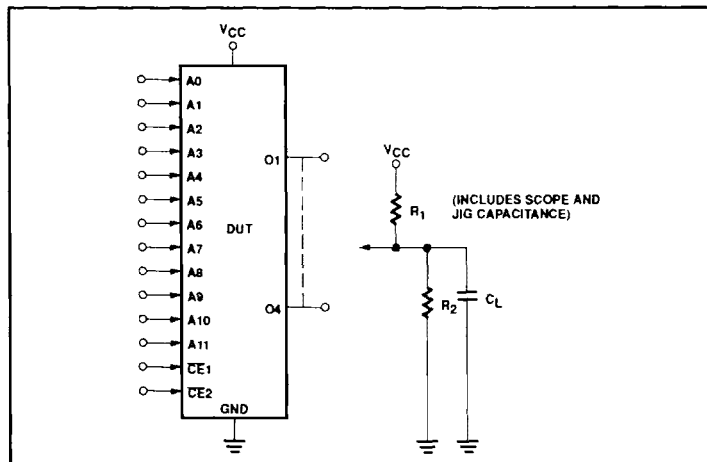 VCC
A0
A1
A2
A3
A4
A5
A6
A7
A8
A9
A10
A11
CE1
CE2
DUT
GND
O1
O4
VCC
R1
(INCLUDES SCOPE AND
JIG CAPACITANCE)
R2
CL